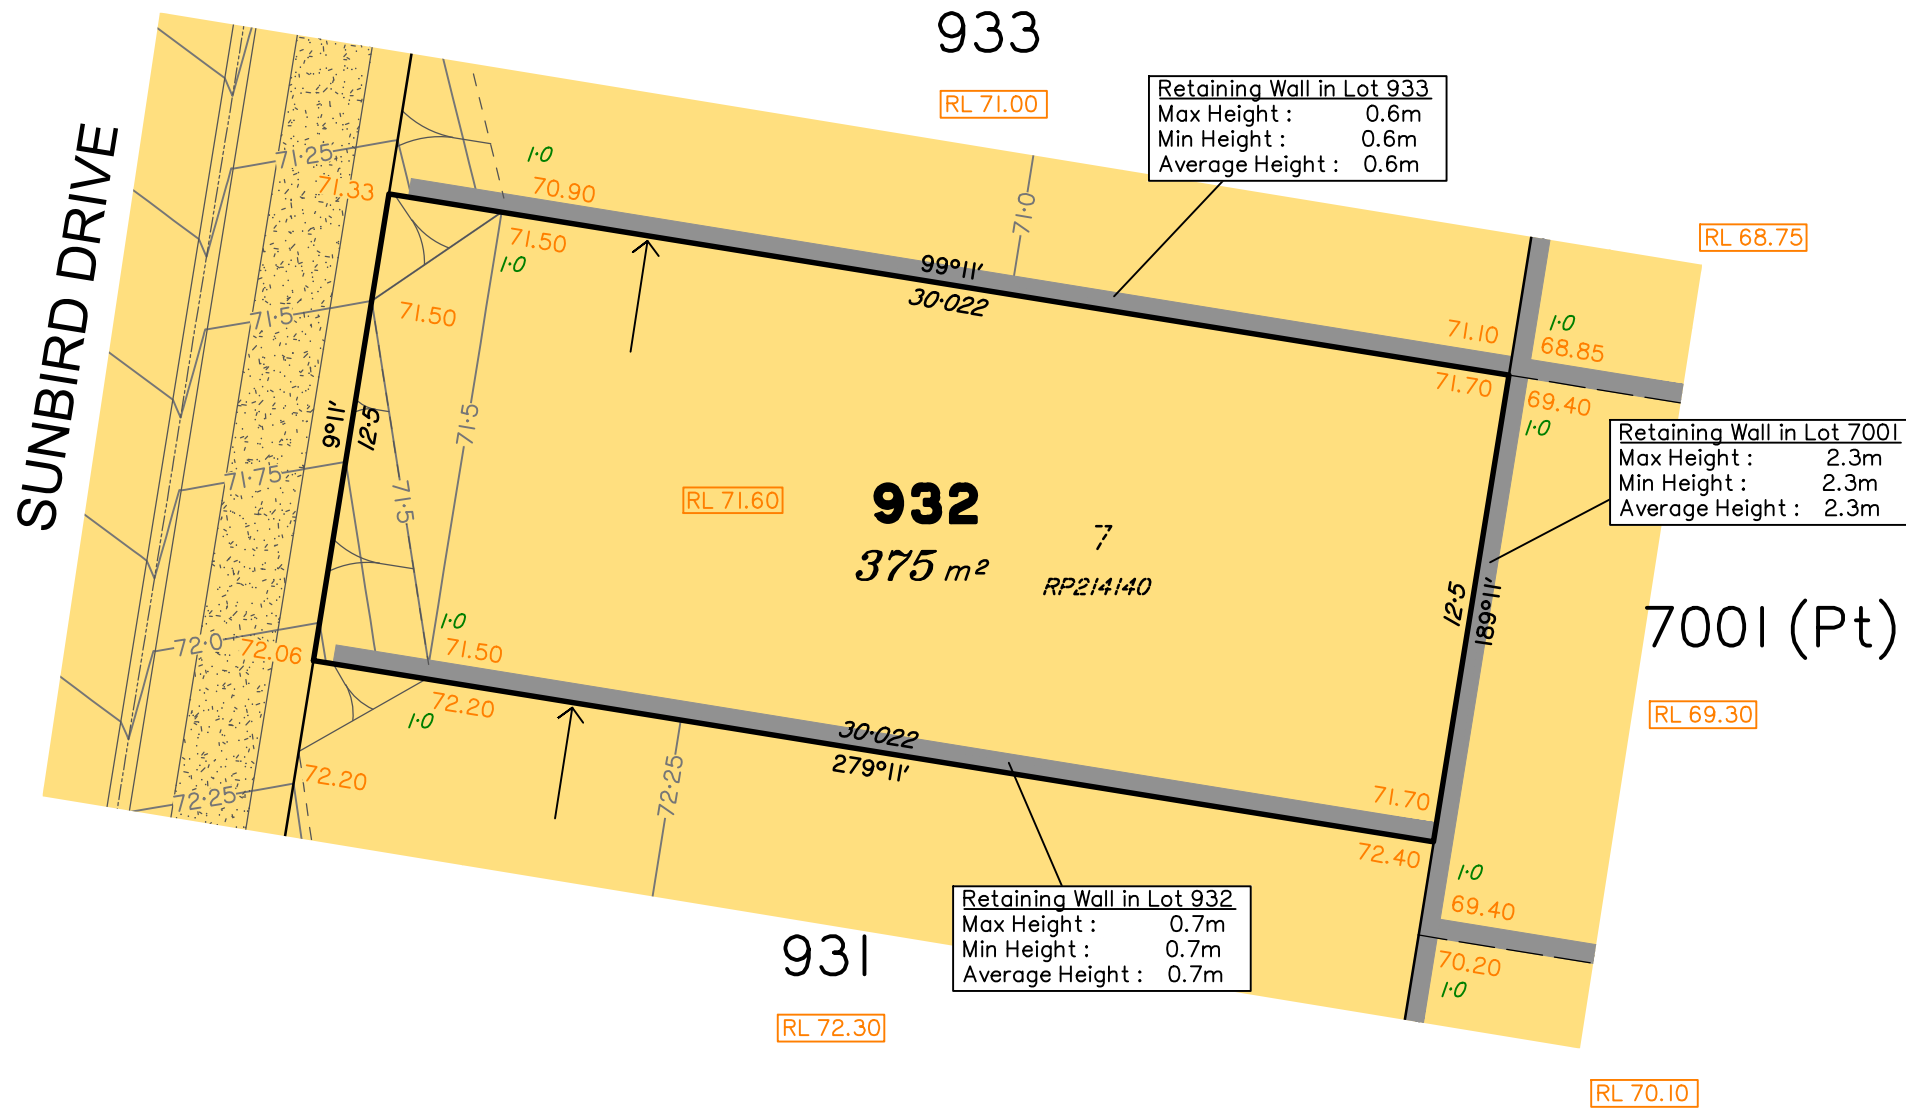 933
RL 71.00
Retaining Wall in Lot 933
Max Height : 0.6m
Min Height : 0.6m
Average Height : 0.6m
SUNBIRD DRIVE
71·25
71.33
1·0
70.90
71.50
1·0
71·0
99°11'
30·022
RL 68.75
71.10
1·0
68.85
71.70
69.40
1·0
71·5
71.50
9°11'
12·5
71·5
71·5
71·75
RL 71.60
932
375 m²
7
RP214140
Retaining Wall in Lot 7001
Max Height : 2.3m
Min Height : 2.3m
Average Height : 2.3m
12·5
189°11'
7001 (Pt)
RL 69.30
72·0
72.06
1·0
71.50
72.20
1·0
30·022
279°11'
72·25
72.20
72·25
71.70
72.40
1·0
69.40
70.20
1·0
Retaining Wall in Lot 932
Max Height : 0.7m
Min Height : 0.7m
Average Height : 0.7m
931
RL 72.30
RL 70.10